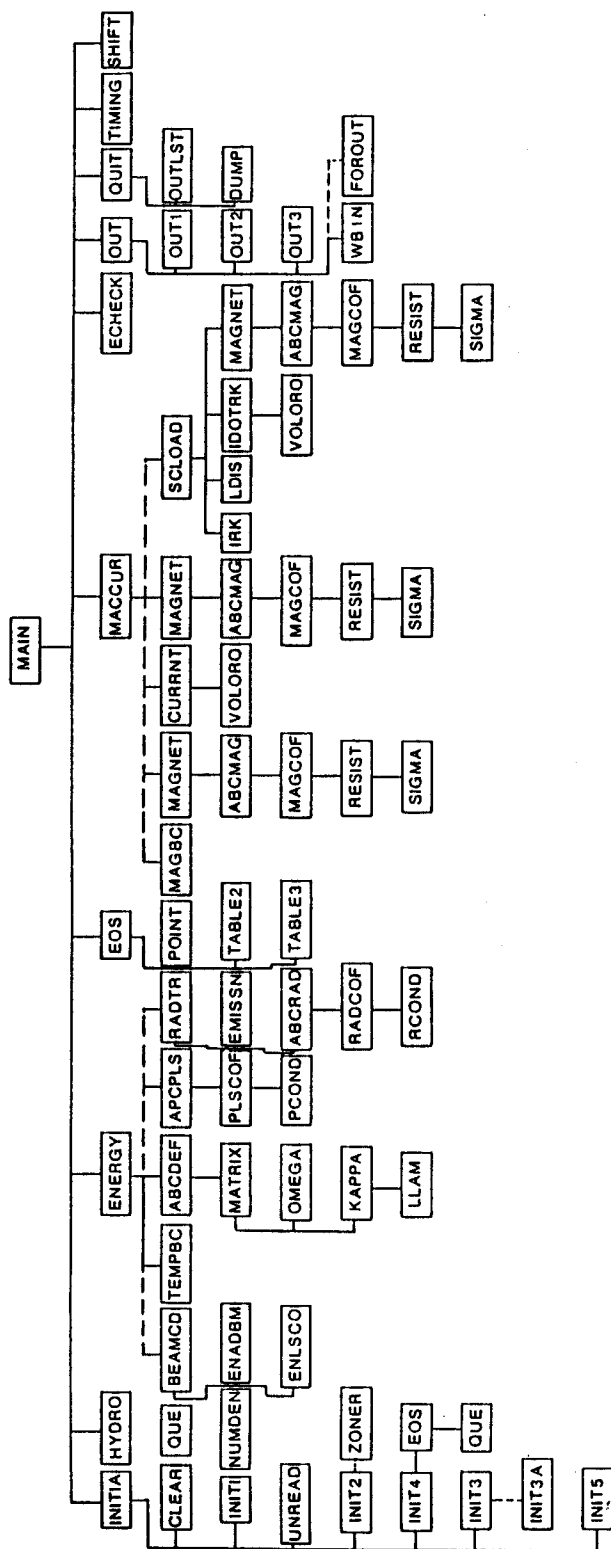 MAIN
INIT1A
HYDRO
ENERGY
EOS
MACCUR
ECHECK
OUT
QUIT
TIMING
SHIFT
CLEAR
QUE
BEAMCD
TEMPBC
ABCDEF
APCPLS
RADTR
POINT
MAGBC
MAGNET
CURRNT
MAGNET
SCLOAD
OUT1
OUTLST
INIT1
NUMDEN
ENADBM
MATRIX
PLSCOF
EMISSN
TABLE2
ABCMAG
VOLORO
ABCMAG
IRK
LDIS
IDOTRK
MAGNET
OUT2
DUMP
UNREAD
ENLSCO
OMEGA
PCOND
ABCRAD
TABLE3
MAGCOF
MAGCOF
VOLORO
ABCMAG
OUT3
INIT2
ZONER
KAPPA
RADCOF
RESIST
RESIST
MAGCOF
WBIN
FOROUT
INIT4
EOS
LLAM
RCOND
SIGMA
SIGMA
RESIST
INIT3
QUE
SIGMA
INIT3A
INIT5